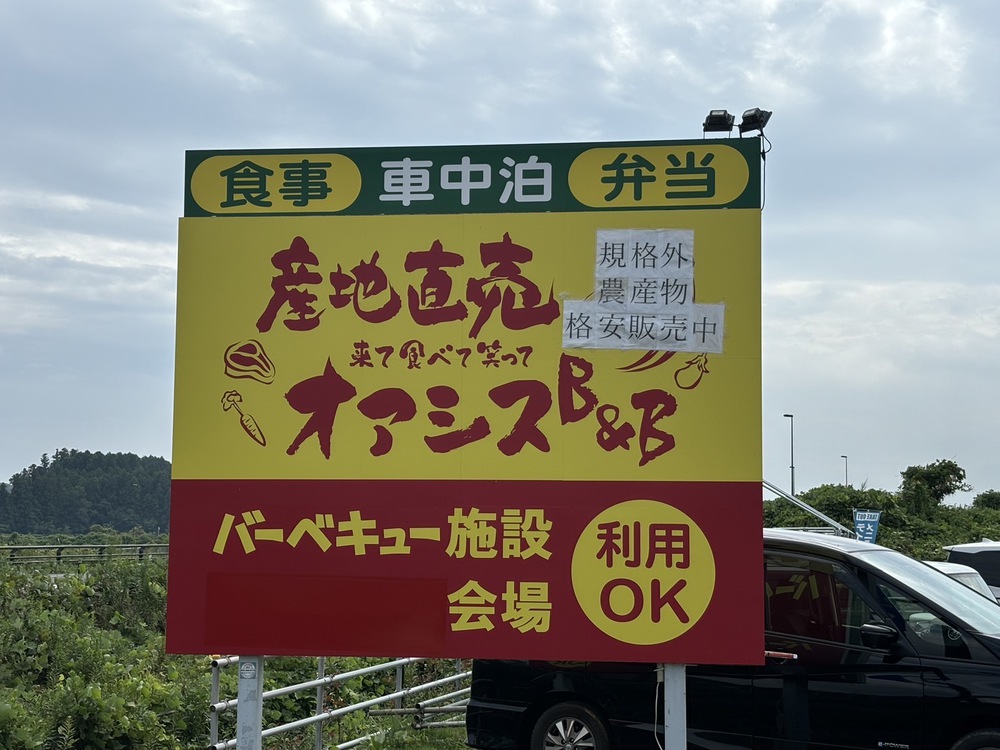 食事 車中泊 弁当
産地直売
規格外
農産物
格安販売中
来て食べて笑って
オアシスB&B
バーベキュー施設
会場
利用
OK
TAKE OUT